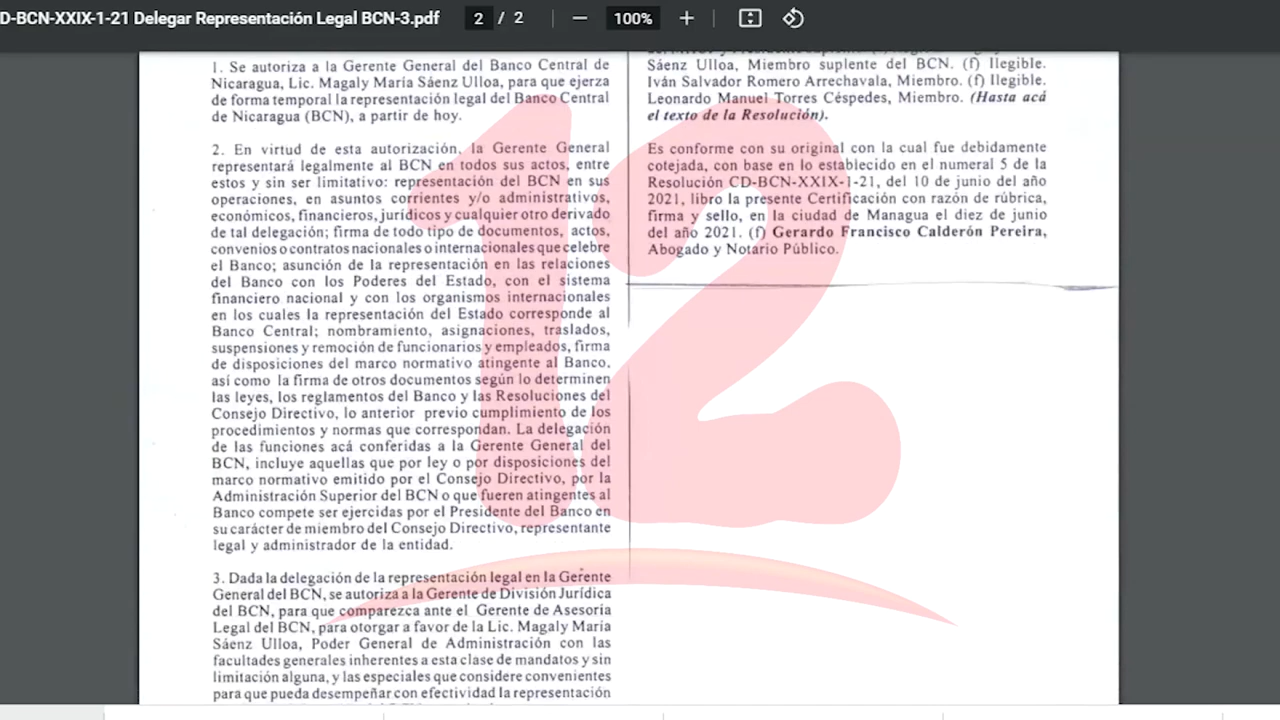 D-BCN-XXIX-1-21 Delegar Representación Legal BCN-3.pdf
2 / 2
100%
1. Se autoriza a la Gerente General del Banco Central de
Nicaragua, Lic. Magaly María Sáenz Ulloa, para que ejerza
de forma temporal la representación legal del Banco Central
de Nicaragua (BCN), a partir de hoy.
2. En virtud de esta autorización, la Gerente General
representará legalmente al BCN en todos sus actos, entre
estos y sin ser limitativo: representación del BCN en sus
operaciones, en asuntos corrientes y/o administrativos,
económicos, financieros, jurídicos y cualquier otro derivado
de tal delegación; firma de todo tipo de documentos, actos,
convenios o contratos nacionales o internacionales que celebre
el Banco; asunción de la representación en las relaciones
del Banco con los Poderes del Estado, con el sistema
financiero nacional y con los organismos internacionales
en los cuales la representación del Estado corresponde al
Banco Central; nombramiento, asignaciones, traslados,
suspensiones y remoción de funcionarios y empleados, firma
de disposiciones del marco normativo atingente al Banco,
así como la firma de otros documentos según lo determinen
las leyes, los reglamentos del Banco y las Resoluciones del
Consejo Directivo, lo anterior previo cumplimiento de los
procedimientos y normas que correspondan. La delegación
de las funciones acá conferidas a la Gerente General del
BCN, incluye aquellas que por ley o por disposiciones del
marco normativo emitido por el Consejo Directivo, por la
Administración Superior del BCN o que fueren atingentes al
Banco compete ser ejercidas por el Presidente del Banco en
su carácter de miembro del Consejo Directivo, representante
legal y administrador de la entidad.
3. Dada la delegación de la representación legal en la Gerente
General del BCN, se autoriza a la Gerente de División Jurídica
del BCN, para que comparezca ante el Gerente de Asesoría
Legal del BCN, para otorgar a favor de la Lic. Magaly María
Sáenz Ulloa, Poder General de Administración con las
facultades generales inherentes a esta clase de mandatos y sin
limitación alguna, y las especiales que considere convenientes
para que pueda desempeñar con efectividad la representación
Sáenz Ulloa, Miembro suplente del BCN. (f) Ilegible.
Iván Salvador Romero Arrechavala, Miembro. (f) Ilegible.
Leonardo Manuel Torres Céspedes, Miembro. (Hasta acá
el texto de la Resolución).
Es conforme con su original con la cual fue debidamente
cotejada, con base en lo establecido en el numeral 5 de la
Resolución CD-BCN-XXIX-1-21, del 10 de junio del año
2021, libro la presente Certificación con razón de rúbrica,
firma y sello, en la ciudad de Managua el diez de junio
del año 2021. (f) Gerardo Francisco Calderón Pereira,
Abogado y Notario Público.
12